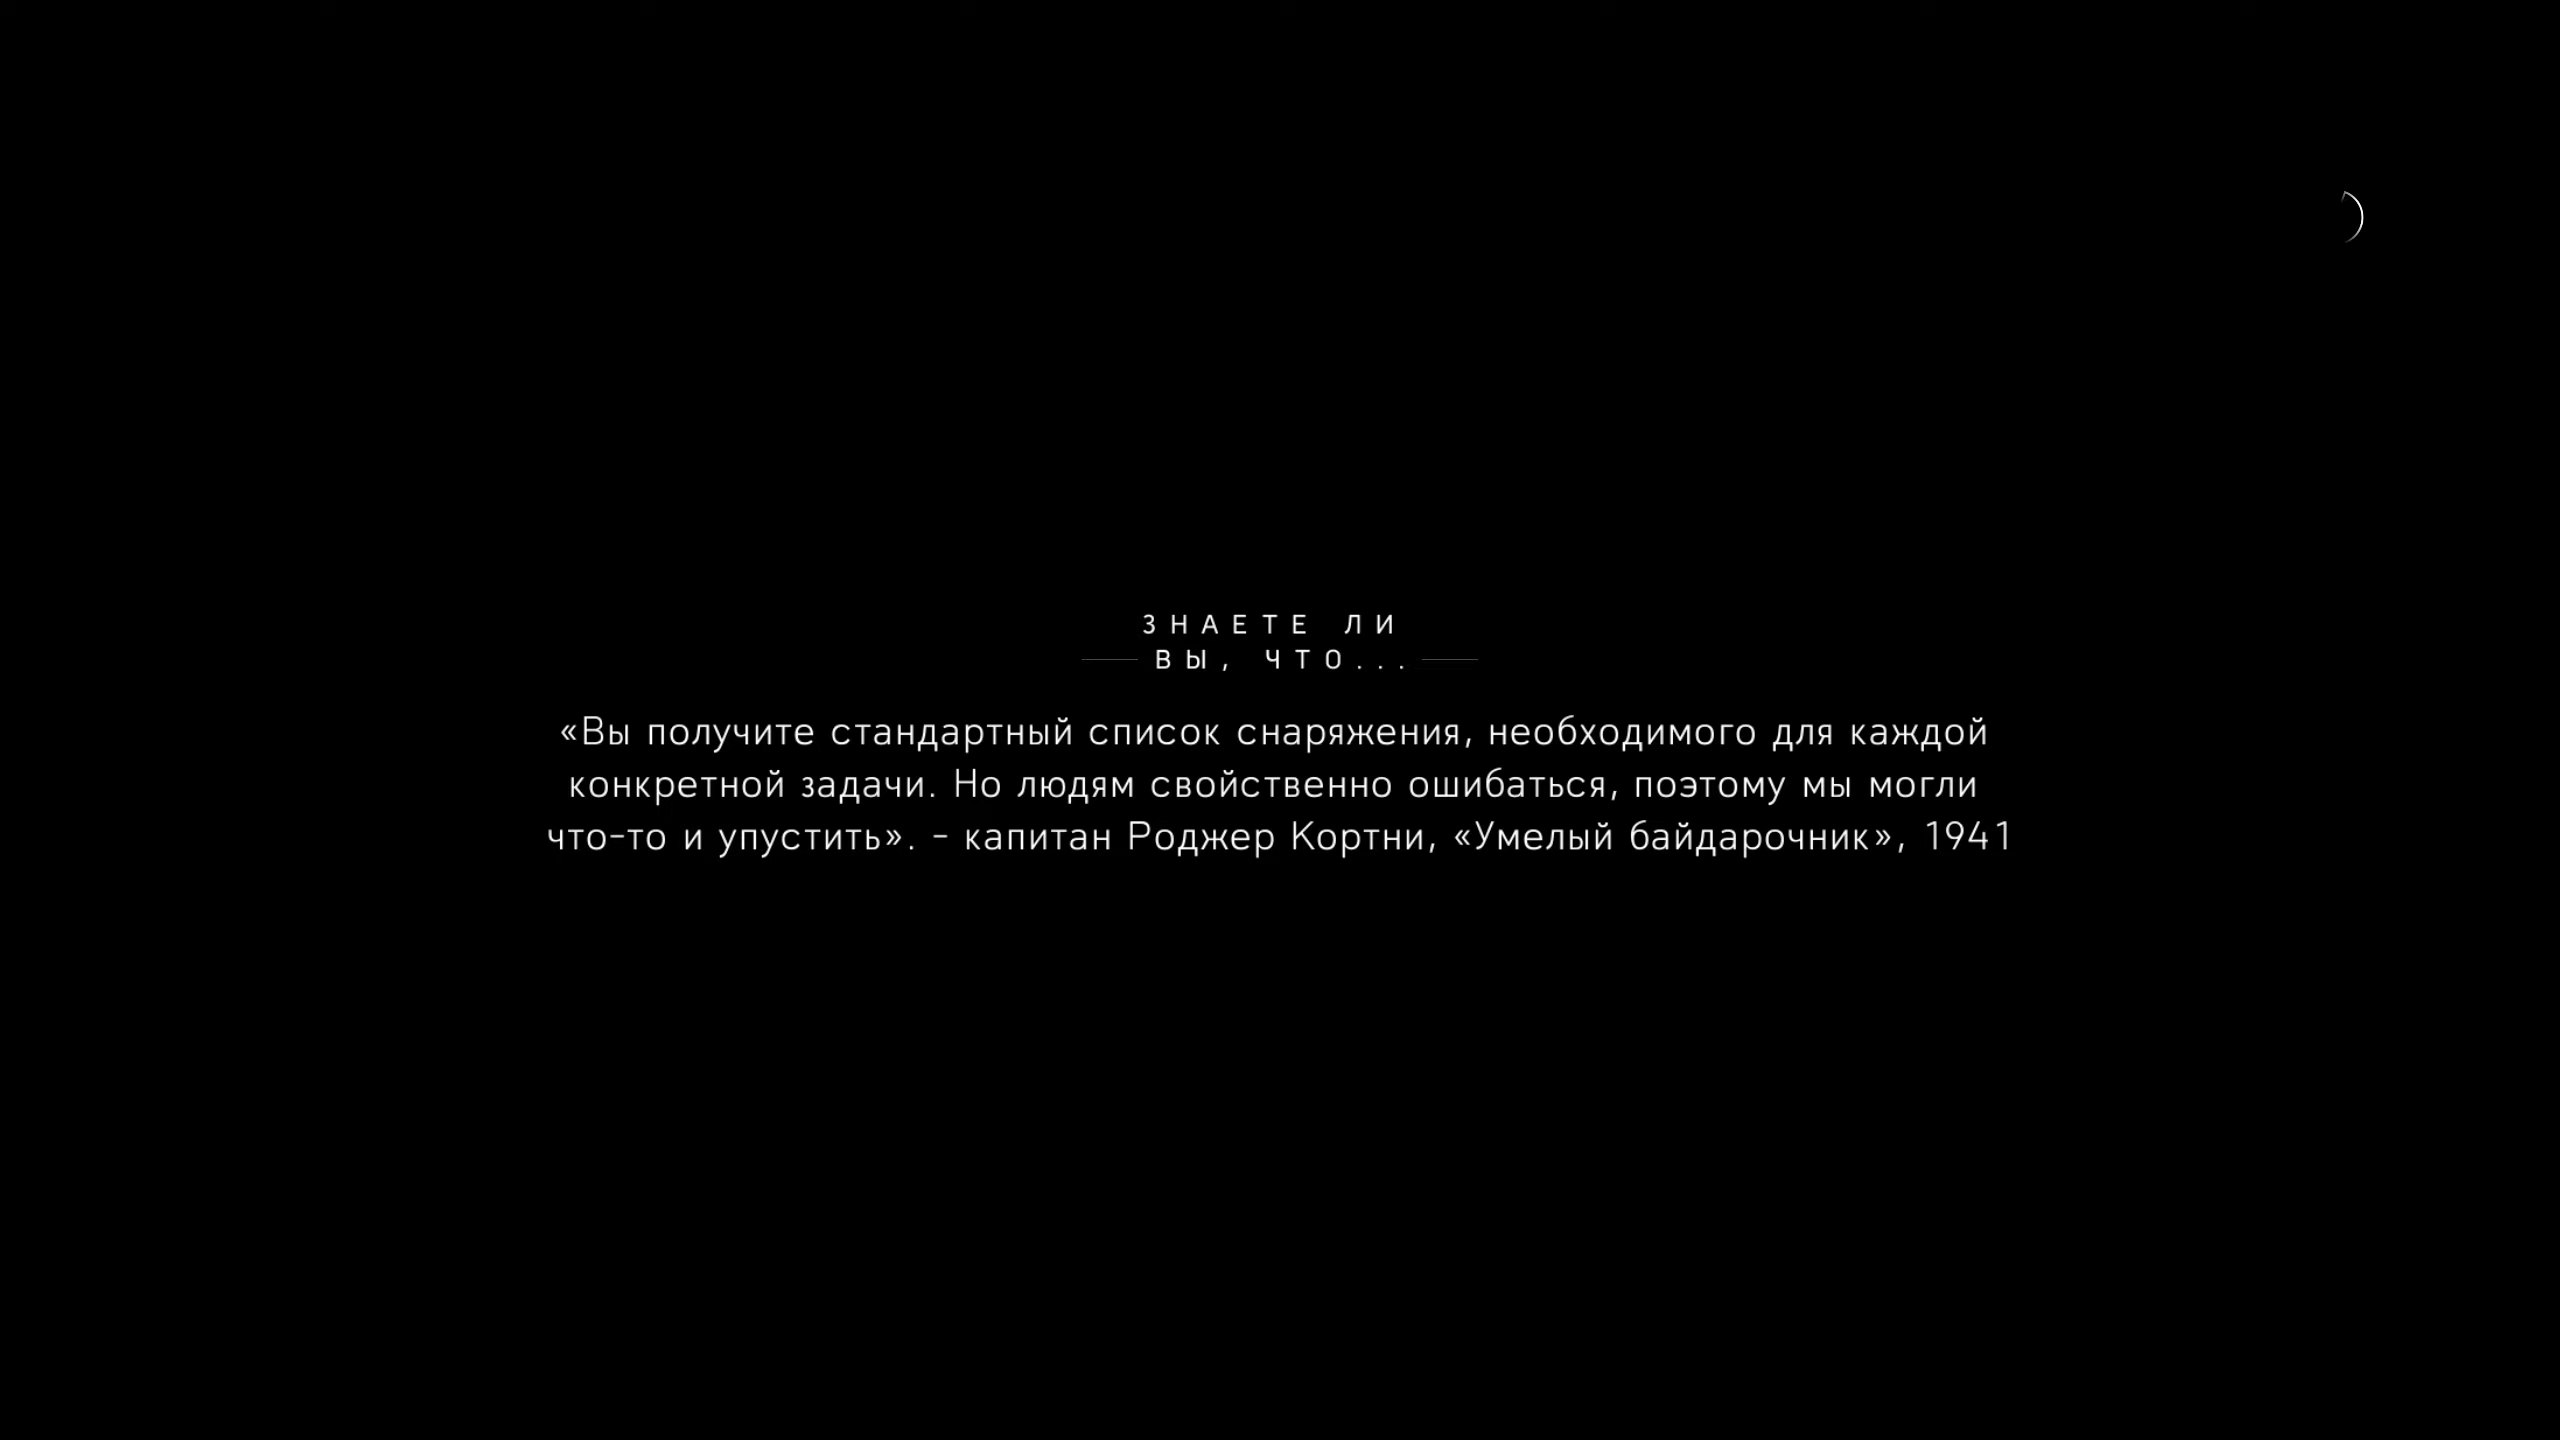 ЗНАЕТЕ ЛИ
ВЫ, ЧТО...
«Вы получите стандартный список снаряжения, необходимого для каждой
конкретной задачи. Но людям свойственно ошибаться, поэтому мы могли
что-то и упустить». - капитан Роджер Кортни, «Умелый байдарочник», 1941